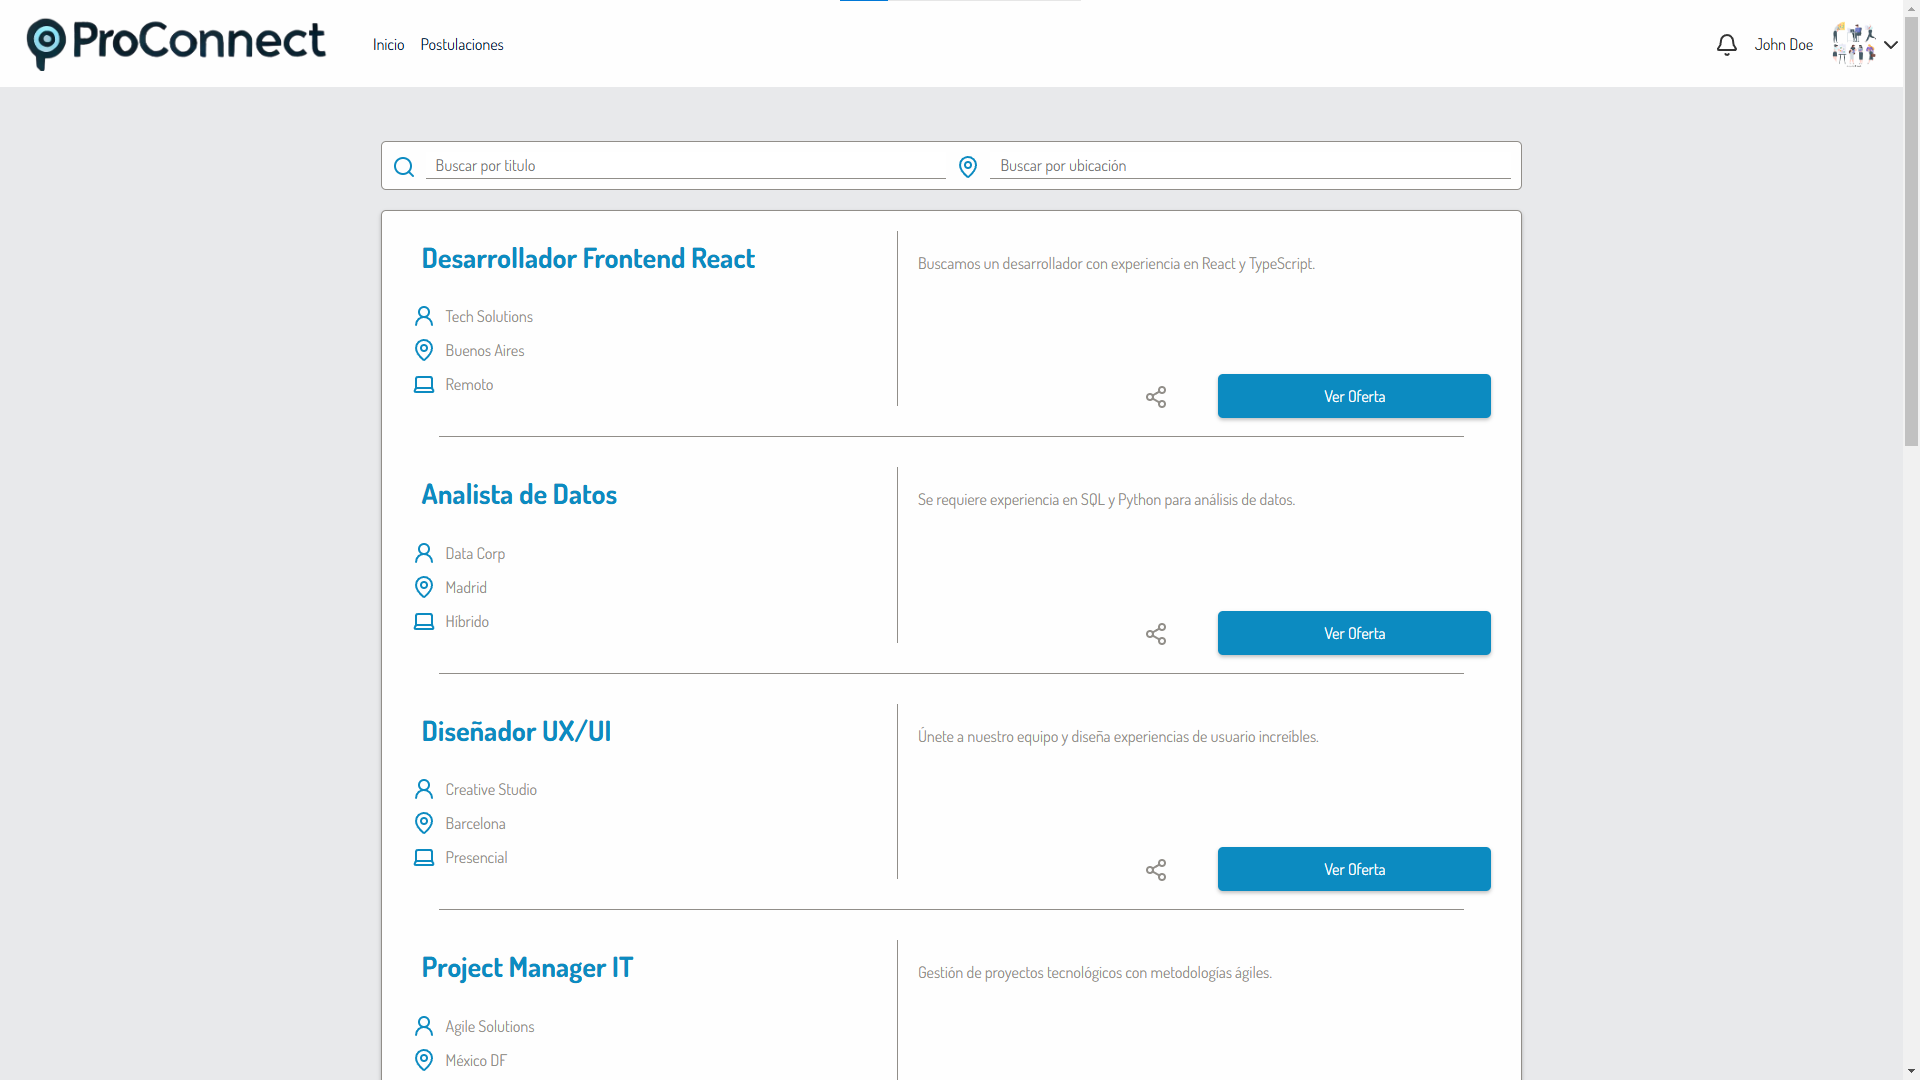 ProConnect
Inicio
Postulaciones
John Doe
Buscar por titulo
Buscar por ubicación
Desarrollador Frontend React
Tech Solutions
Buenos Aires
Remoto
Buscamos un desarrollador con experiencia en React y TypeScript.
Ver Oferta
Analista de Datos
Data Corp
Madrid
Híbrido
Se requiere experiencia en SQL y Python para análisis de datos.
Ver Oferta
Diseñador UX/UI
Creative Studio
Barcelona
Presencial
Únete a nuestro equipo y diseña experiencias de usuario increíbles.
Ver Oferta
Project Manager IT
Agile Solutions
México DF
Gestión de proyectos tecnológicos con metodologías ágiles.